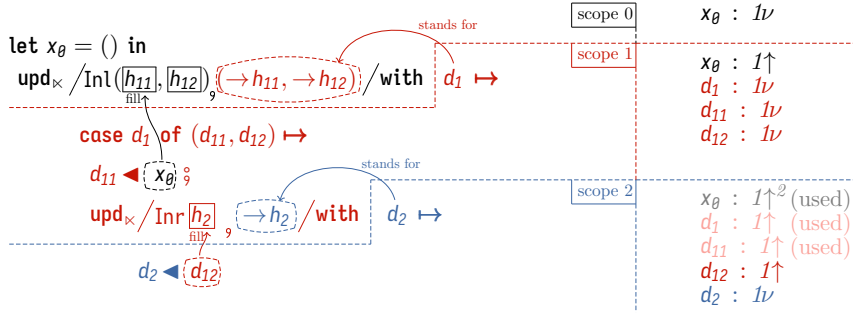 stands for
scope 0
x₀ : 1ν
let x₀ = () in
scope 1
x₀ : 1↑
upd⋉ /Inl(h₁₁, h₁₂) , (→h₁₁, →h₁₂) /with d₁ ↦
d₁ : 1ν
fill
d₁₁ : 1ν
case d₁ of (d₁₁, d₁₂) ↦
d₁₂ : 1ν
stands for
d₁₁ ◀ x₀ ⨟
scope 2
x₀ : 1↑² (used)
upd⋉ /Inr h₂ , →h₂ /with d₂ ↦
d₁ : 1↑ (used)
fill
d₁₁ : 1↑ (used)
d₂ ◀ d₁₂
d₁₂ : 1↑
d₂ : 1ν